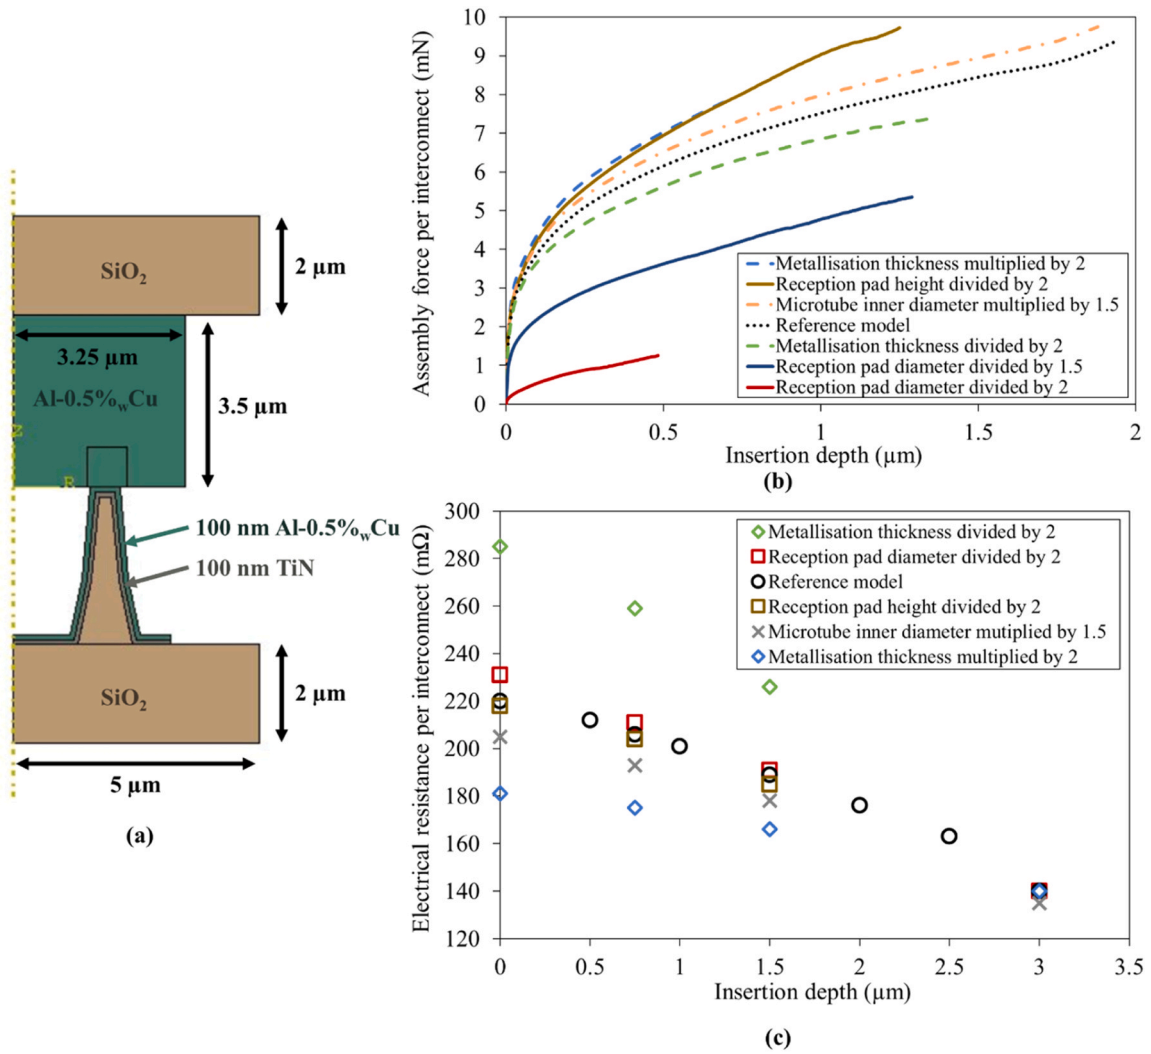 SiO2
2 µm
3.25 µm
Al-0.5%wCu
3.5 µm
Z
R
100 nm Al-0.5%wCu
100 nm TiN
SiO2
2 µm
5 µm
(a)
Assembly force per interconnect (mN)
10
9
8
7
6
5
4
3
2
1
0
Metallisation thickness multiplied by 2
Reception pad height divided by 2
Microtube inner diameter multiplied by 1.5
Reference model
Metallisation thickness divided by 2
Reception pad diameter divided by 1.5
Reception pad diameter divided by 2
0 0.5 1 1.5 2
Insertion depth (µm)
(b)
Electrical resistance per interconnect (mΩ)
300
280
260
240
220
200
180
160
140
120
Metallisation thickness divided by 2
Reception pad diameter divided by 2
Reference model
Reception pad height divided by 2
Microtube inner diameter mutiplied by 1.5
Metallisation thickness multiplied by 2
0 0.5 1 1.5 2 2.5 3 3.5
Insertion depth (µm)
(c)